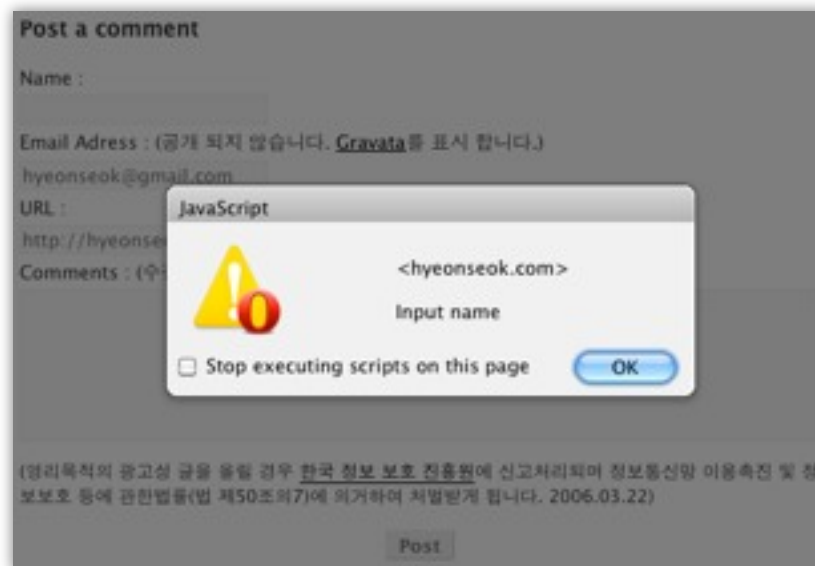 Post a comment
Name :
Email Adress : (공개 되지 않습니다. Gravata를 표시 합니다.)
hyeonseok@gmail.com
URL :
http://hyeonse
Comments : (수
JavaScript
<hyeonseok.com>
Input name
Stop executing scripts on this page
OK
(영리목적의 광고성 글을 올릴 경우 한국 정보 보호 진흥원에 신고처리되며 정보통신망 이용촉진 및 정
보보호 등에 관한법률(법 제50조의7)에 의거하여 처벌받게 됩니다. 2006.03.22)
Post